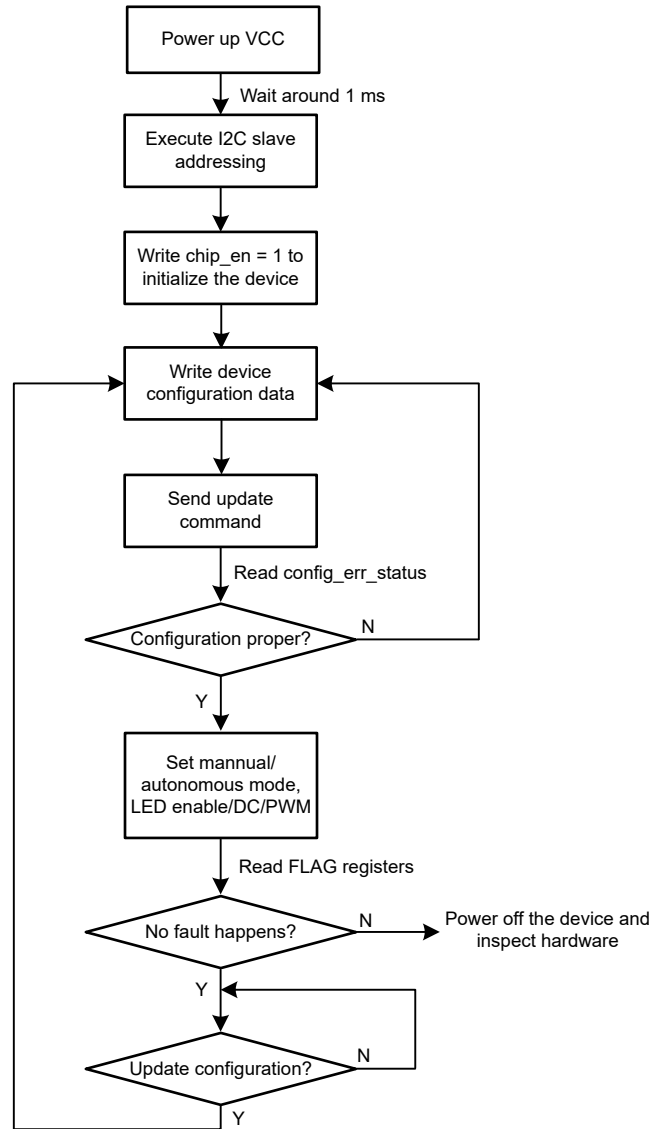 Power up VCC
Wait around 1 ms
Execute I2C slave
addressing
Write chip_en = 1 to
initialize the device
Write device
configuration data
Send update
command
Read config_err_status
Configuration proper?
N
Y
Set mannual/
autonomous mode,
LED enable/DC/PWM
Read FLAG registers
No fault happens?
N
Power off the device and
inspect hardware
Y
Update configuration?
N
Y